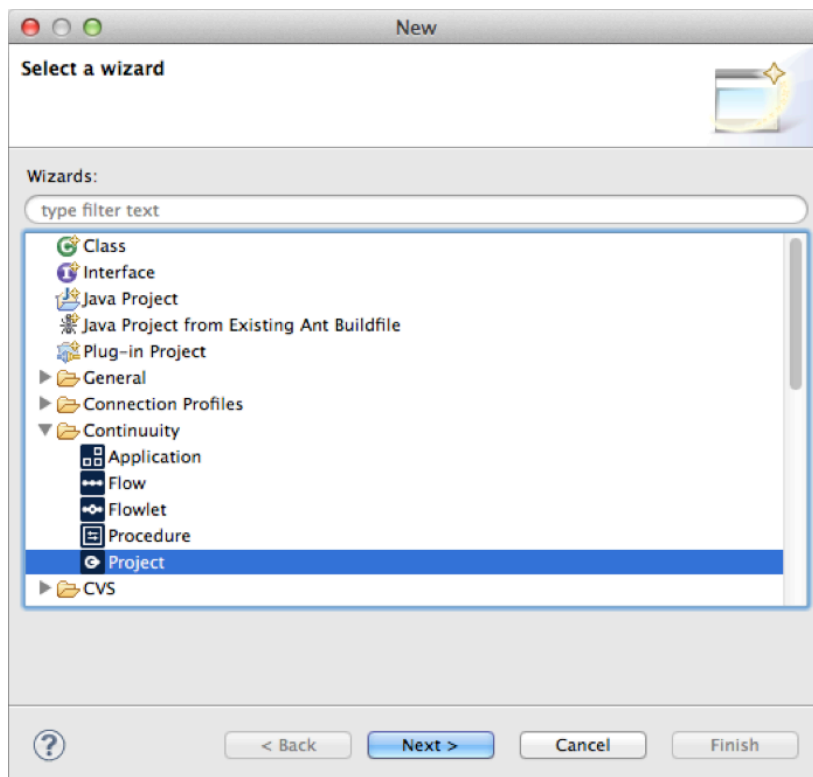 New
Select a wizard
Wizards:
type filter text
Class
Interface
Java Project
Java Project from Existing Ant Buildfile
Plug-in Project
General
Connection Profiles
Continuuity
Application
Flow
Flowlet
Procedure
Project
CVS
? < Back Next > Cancel Finish